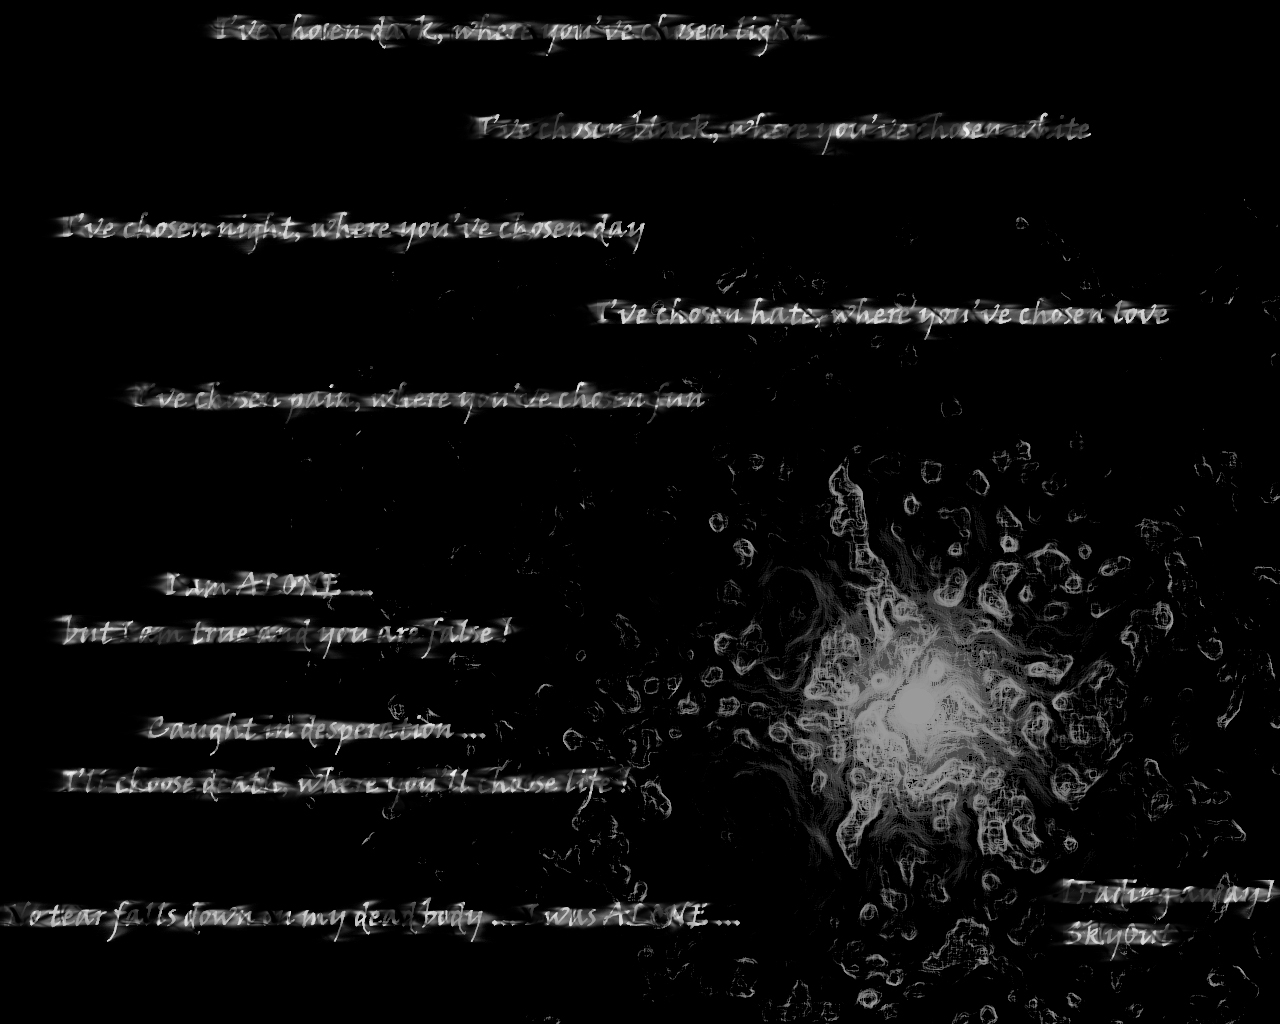 I've chosen dark, where you've chosen light.
I've chosen black, where you've chosen white
I've chosen night, where you've chosen day
I've chosen hate, where you've chosen love
I've chosen pain, where you've chosen fun
I am ALONE ...
but I am true and you are false !
Caught in desperation ...
I'll choose death, where you'll choose life !
No tear falls down on my dead body ... I was ALONE ...
[Fading away]
SkyOut